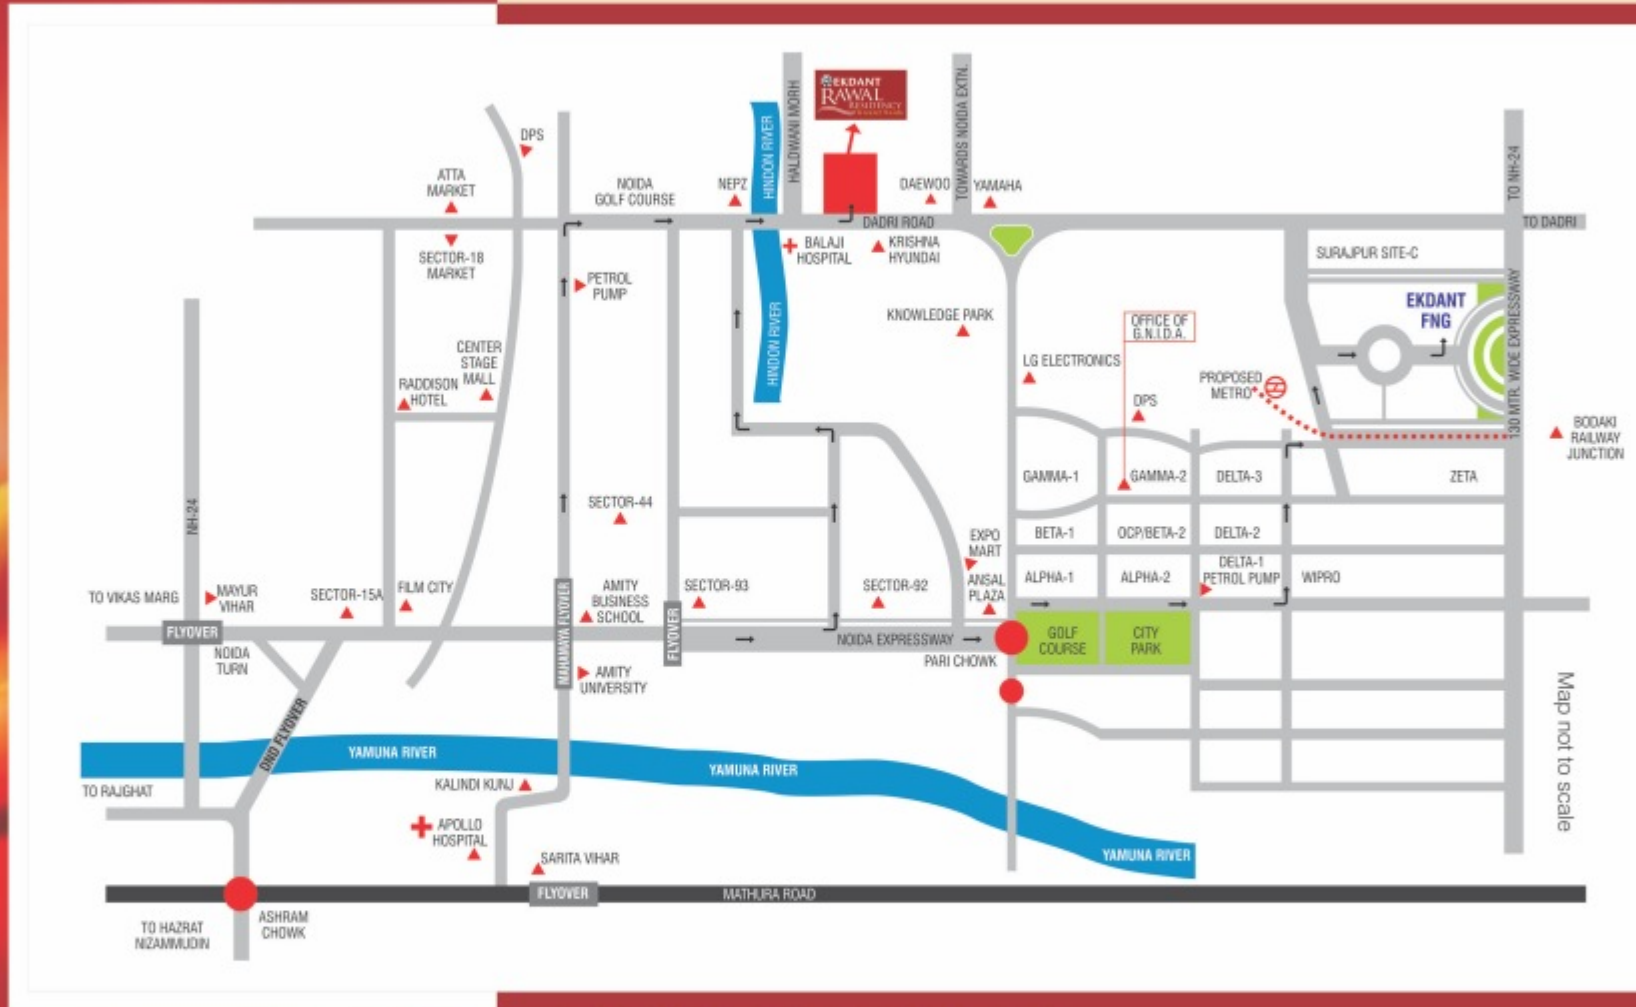 EKDANT
RAWAL
RESIDENCY
HALDWANI MORH
TOWARDS NOIDA EXTN.
HINDON RIVER
DPS
ATTA
MARKET
NOIDA
GOLF COURSE
NEPZ
DAEWOO
YAMAHA
TO NH-24
DADRI ROAD
TO DADRI
SECTOR-18
MARKET
BALAJI
HOSPITAL
KRISHNA
HYUNDAI
SURAJPUR SITE-C
PETROL
PUMP
EKDANT
FNG
HINDON RIVER
KNOWLEDGE PARK
OFFICE OF
G.N.I.D.A.
130 MTR. WIDE EXPRESSWAY
CENTER
STAGE
MALL
RADDISON
HOTEL
LG ELECTRONICS
PROPOSED
METRO
DPS
BODAKI
RAILWAY
JUNCTION
GAMMA-1
GAMMA-2
DELTA-3
ZETA
NH-24
SECTOR-44
BETA-1
OCP/BETA-2
DELTA-2
EXPO
MART
ANSAL
PLAZA
ALPHA-1
ALPHA-2
DELTA-1
PETROL PUMP
WIPRO
TO VIKAS MARG
MAYUR
VIHAR
SECTOR-15A
FILM CITY
AMITY
BUSINESS
SCHOOL
SECTOR-93
SECTOR-92
FLYOVER
MAHAMAYA FLYOVER
FLYOVER
NOIDA EXPRESSWAY
GOLF
COURSE
CITY
PARK
NOIDA
TURN
PARI CHOWK
AMITY
UNIVERSITY
DND FLYOVER
YAMUNA RIVER
YAMUNA RIVER
TO RAJGHAT
KALINDI KUNJ
APOLLO
HOSPITAL
SARITA VIHAR
YAMUNA RIVER
FLYOVER
MATHURA ROAD
ASHRAM
CHOWK
TO HAZRAT
NIZAMMUDIN
Map not to scale